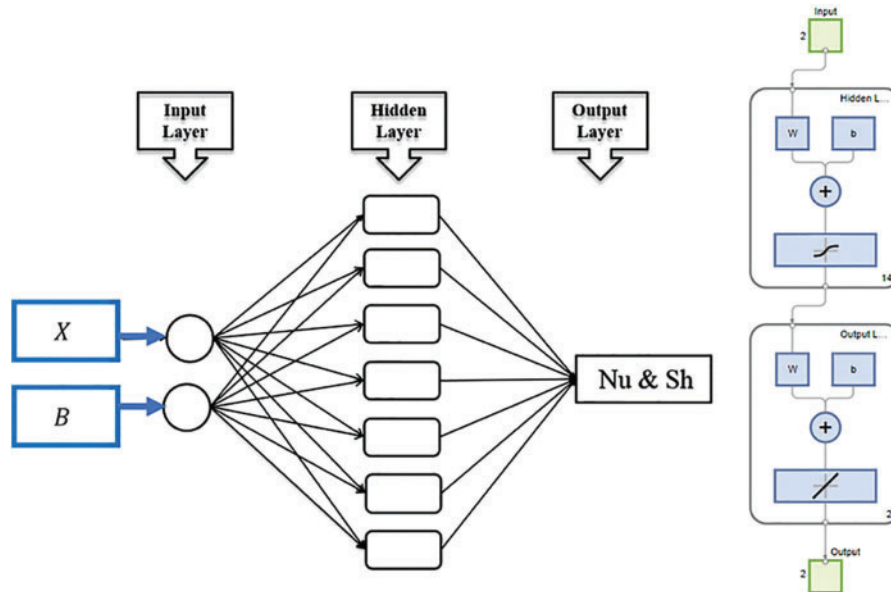 Input
Layer
Hidden
Layer
Output
Layer
X
B
Nu & Sh
Input
2
Hidden L...
W
b
+
14
Output L...
W
b
+
2
Output
2